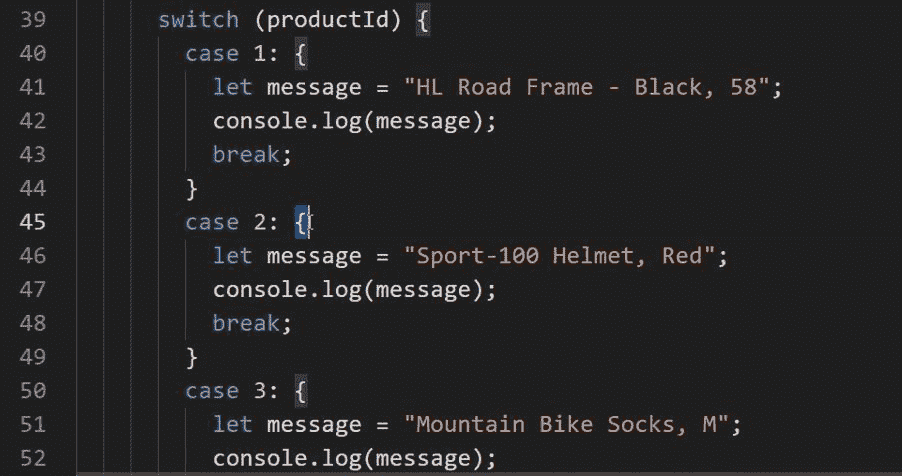 39 switch (productId) {
40 case 1: {
41 let message = "HL Road Frame - Black, 58";
42 console.log(message);
43 break;
44 }
45 case 2: {
46 let message = "Sport-100 Helmet, Red";
47 console.log(message);
48 break;
49 }
50 case 3: {
51 let message = "Mountain Bike Socks, M";
52 console.log(message);